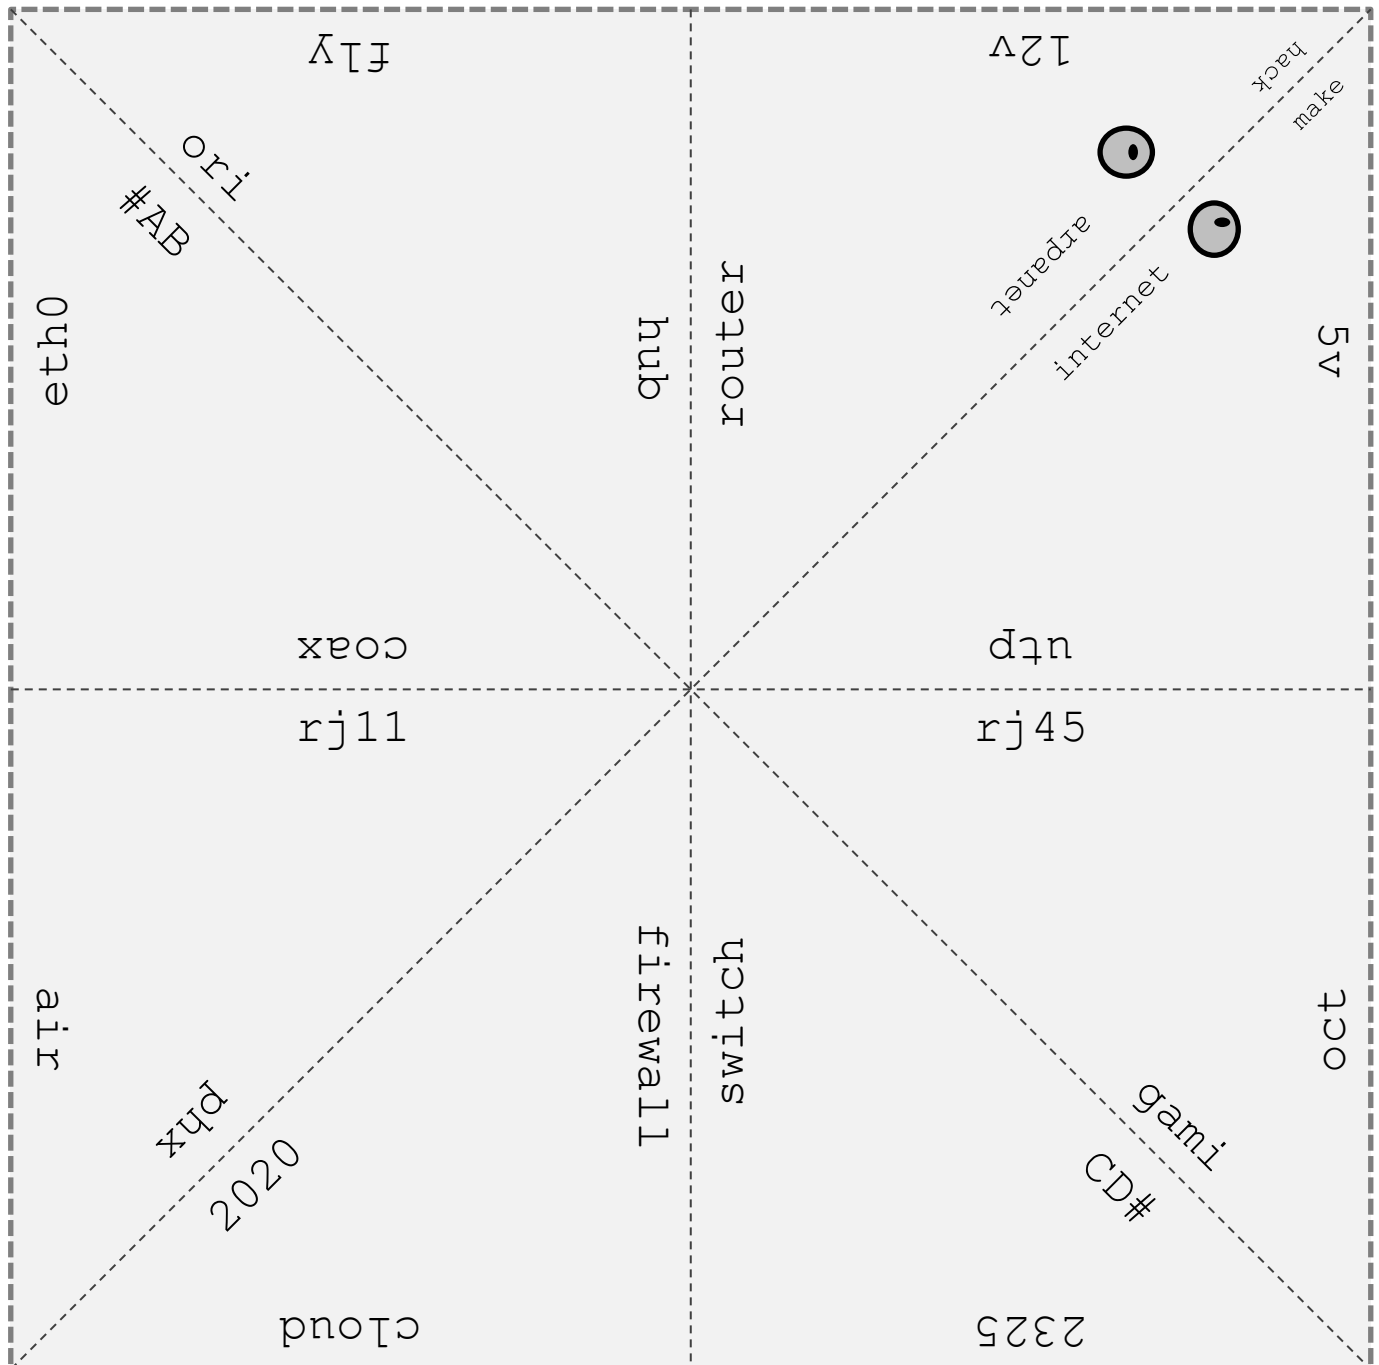 fly
12v
hack
make
ori
#AB
arpanet
internet
eth0
hub
router
5v
coax
utp
rj11
rj45
air
firewall
switch
oct
phx
2020
gami
CD#
cloud
2325